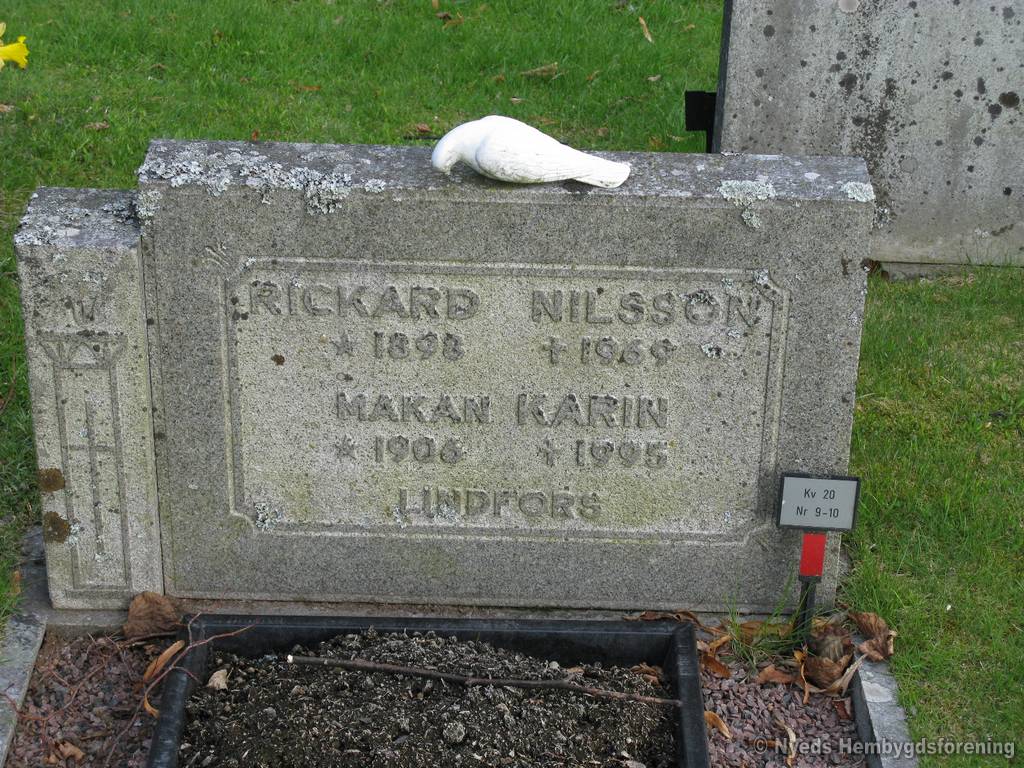 RICKARD NILSSON
* 1898 ✝ 1969
MAKAN KARIN
* 1906 ✝ 1995
LINDFORS
Kv 20
Nr 9-10
© Nyeds Hembygdsförening